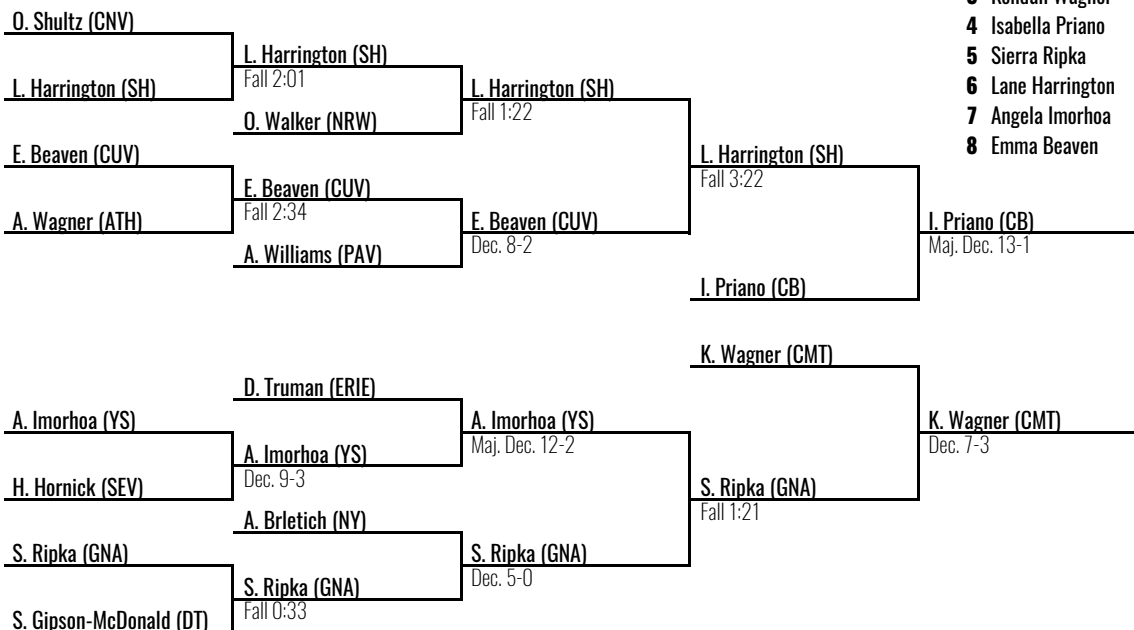 O. Shultz (CNV)
L. Harrington (SH)
L. Harrington (SH)
Fall 2:01
O. Walker (NRW)
L. Harrington (SH)
Fall 1:22
E. Beaven (CUV)
A. Wagner (ATH)
E. Beaven (CUV)
Fall 2:34
A. Williams (PAV)
E. Beaven (CUV)
Dec. 8-2
L. Harrington (SH)
Fall 3:22
I. Priano (CB)
I. Priano (CB)
Maj. Dec. 13-1
4 Isabella Priano
5 Sierra Ripka
6 Lane Harrington
7 Angela Imorhoa
8 Emma Beaven
K. Wagner (CMT)
D. Truman (ERIE)
A. Imorhoa (YS)
H. Hornick (SEV)
A. Imorhoa (YS)
Dec. 9-3
A. Imorhoa (YS)
Maj. Dec. 12-2
A. Brletich (NY)
S. Ripka (GNA)
S. Gipson-McDonald (DT)
S. Ripka (GNA)
Fall 0:33
S. Ripka (GNA)
Dec. 5-0
S. Ripka (GNA)
Fall 1:21
K. Wagner (CMT)
Dec. 7-3